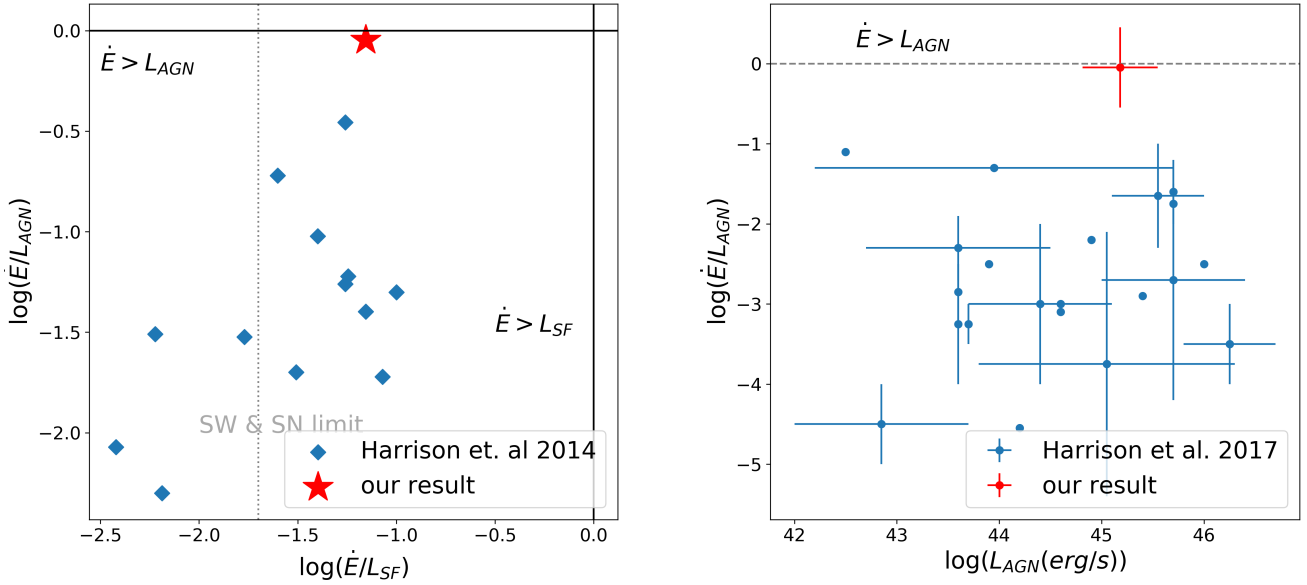 0.0
−0.5
−1.0
−1.5
−2.0
log(Ė/L_AGN)
Ė > L_AGN
Ė > L_SF
SW & SN limit
Harrison et. al 2014
our result
−2.5 −2.0 −1.5 −1.0 −0.5 0.0
log(Ė/L_SF)
0
−1
−2
−3
−4
−5
log(Ė/L_AGN)
Ė > L_AGN
Harrison et al. 2017
our result
42 43 44 45 46
log(L_AGN(erg/s))